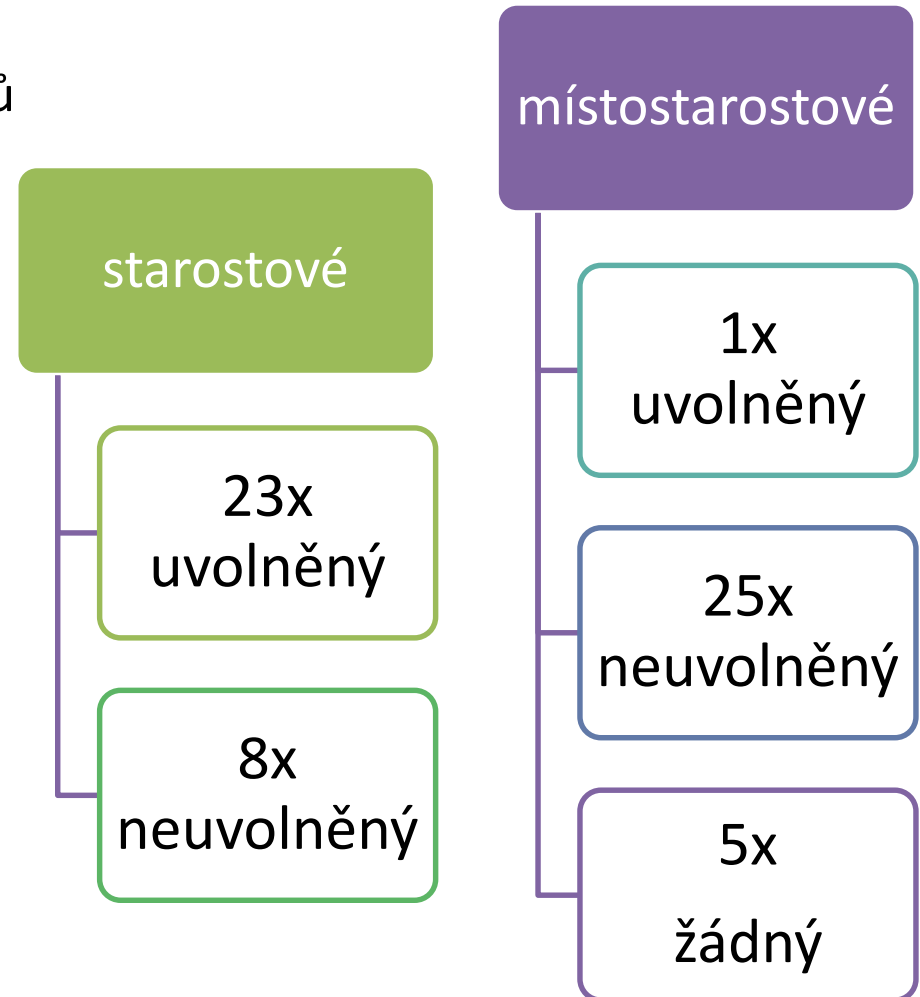 ů
starostové
23x
uvolněný
8x
neuvolněný
místostarostové
1x
uvolněný
25x
neuvolněný
5x
žádný